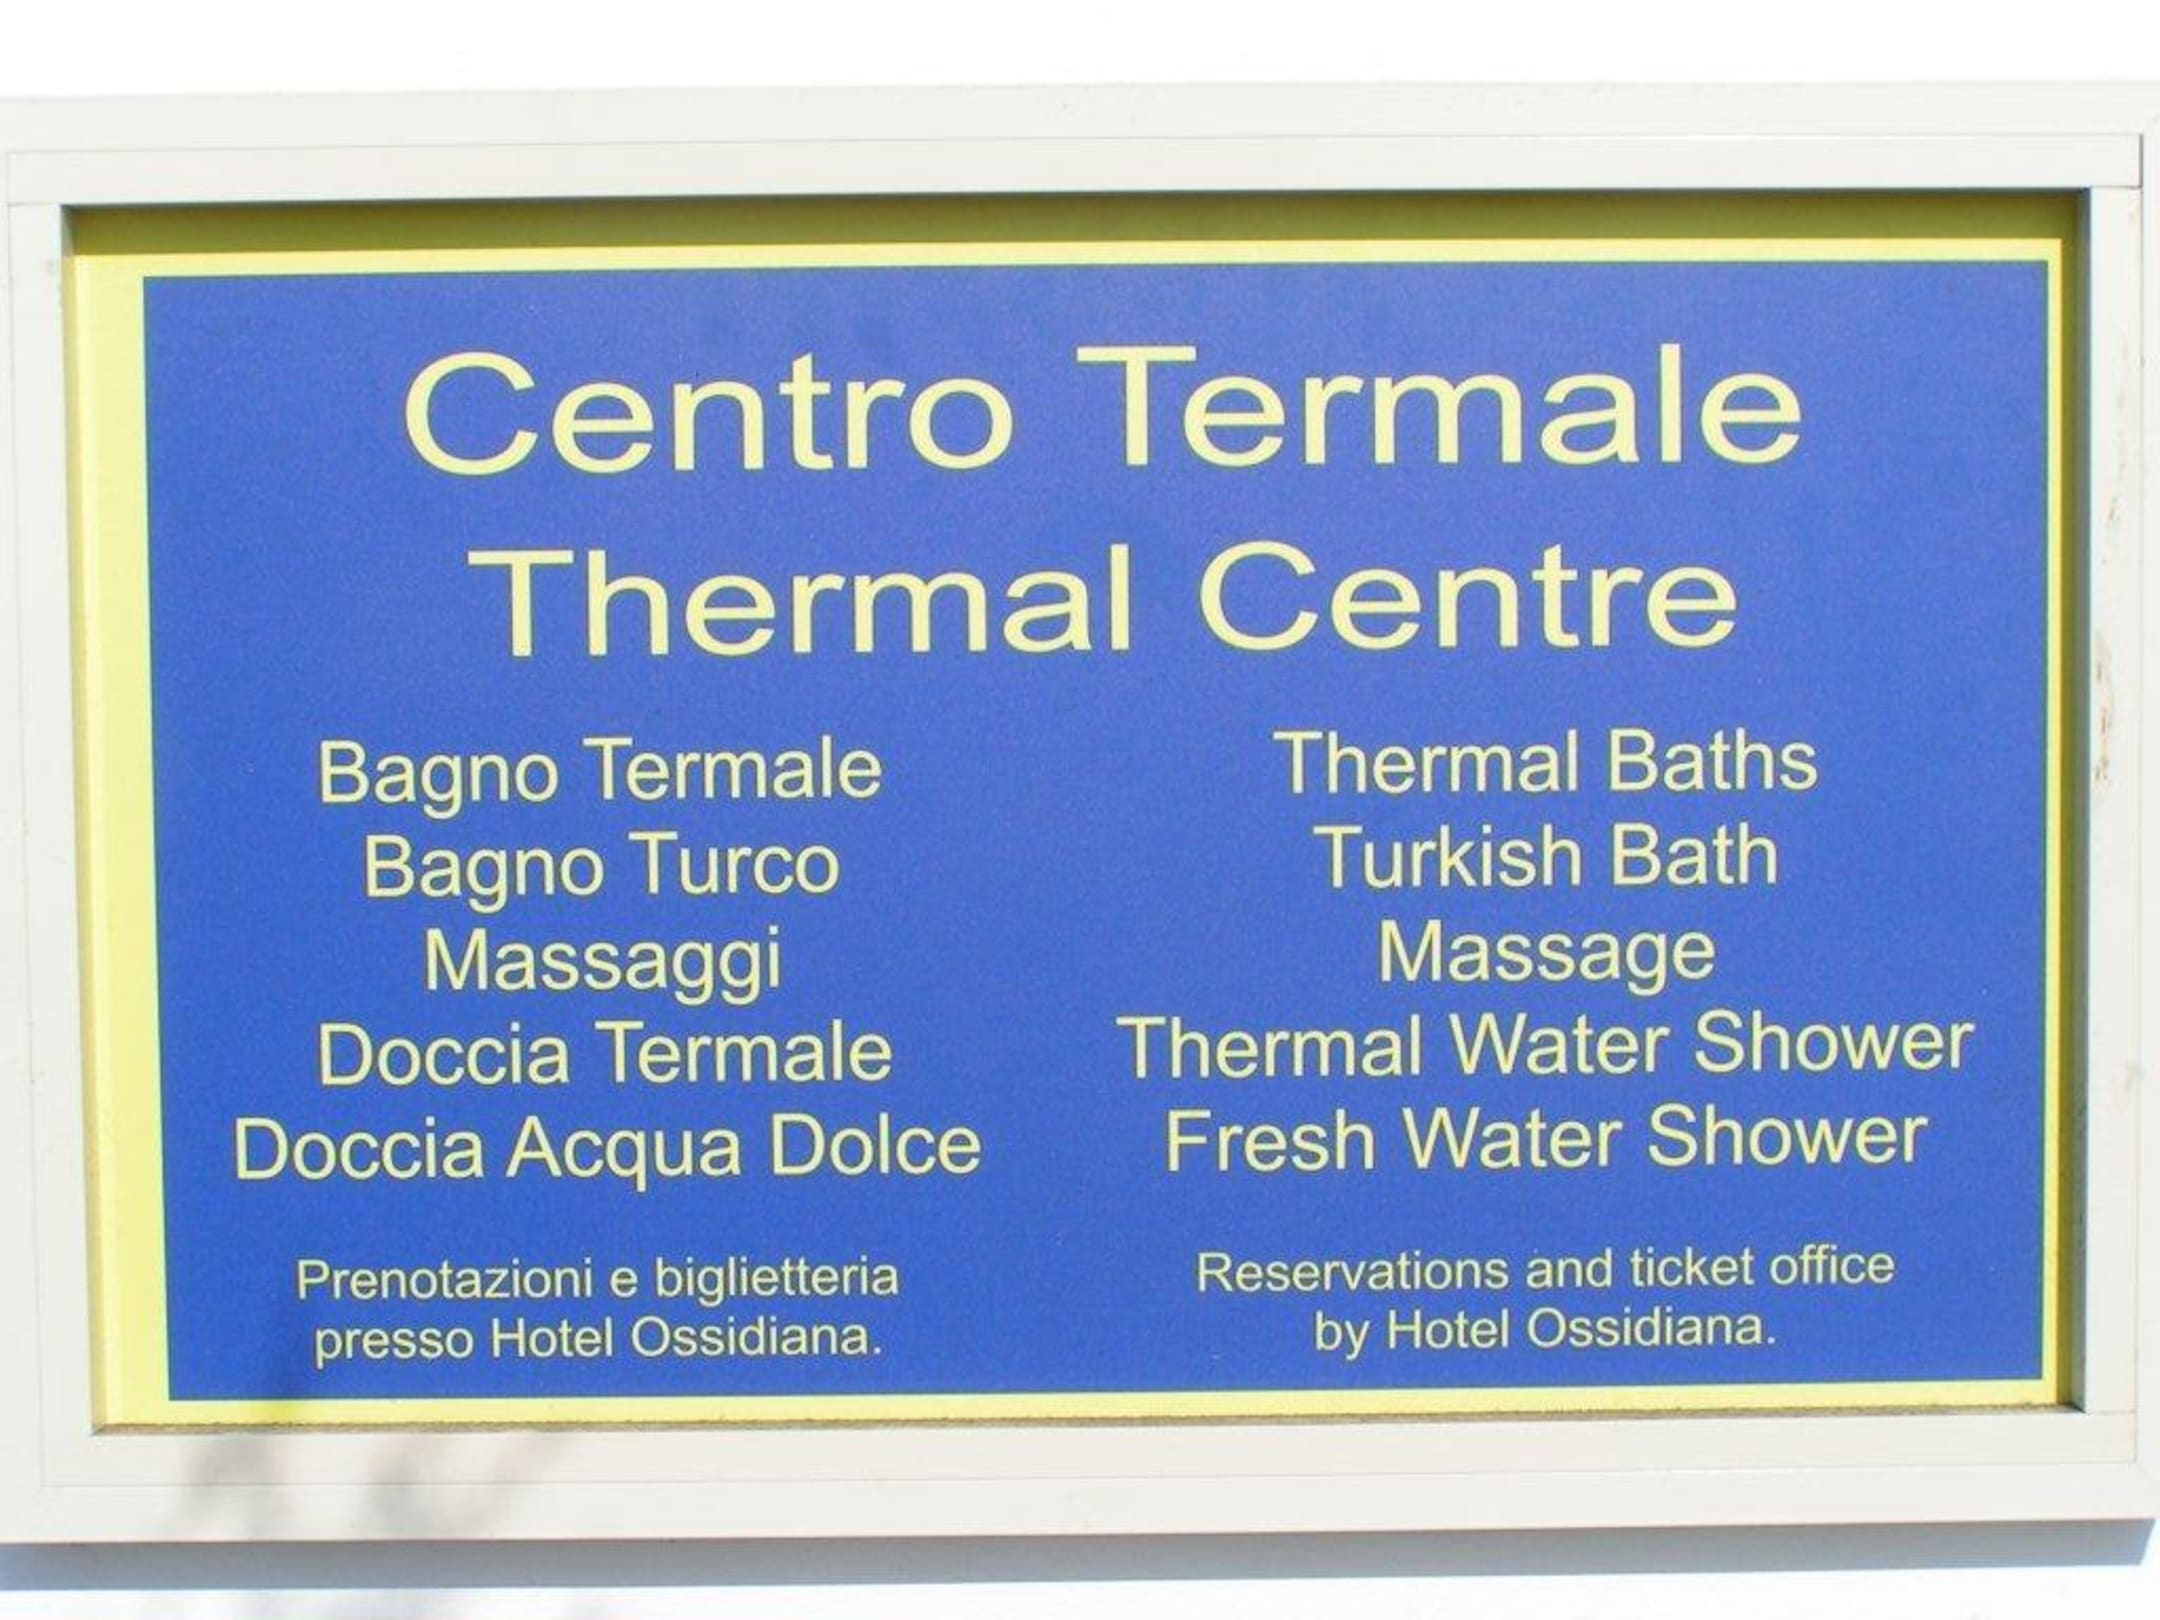 Centro Termale
Thermal Centre
Bagno Termale
Bagno Turco
Massaggi
Doccia Termale
Doccia Acqua Dolce
Prenotazioni e biglietteria
presso Hotel Ossidiana.
Thermal Baths
Turkish Bath
Massage
Thermal Water Shower
Fresh Water Shower
Reservations and ticket office
by Hotel Ossidiana.